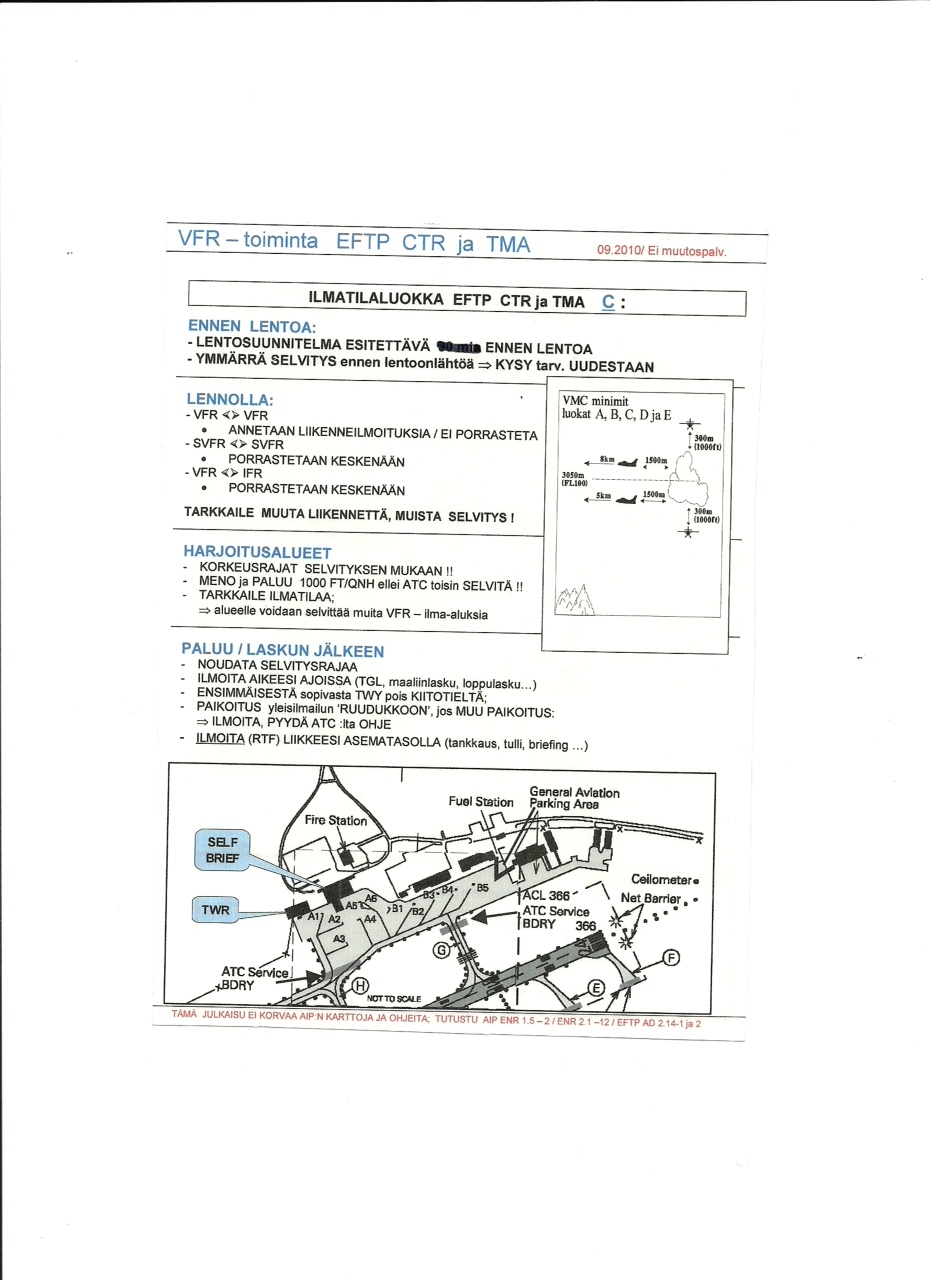 VFR – toiminta EFTP CTR ja TMA
09.2010/ Ei muutospalv.
ILMATILALUOKKA EFTP CTR ja TMA C :
ENNEN LENTOA:
- LENTOSUUNNITELMA ESITETTÄVÄ ENNEN LENTOA
- YMMÄRRÄ SELVITYS ennen lentoonlähtöä ⇒ KYSY tarv. UUDESTAAN
LENNOLLA:
- VFR <> VFR
• ANNETAAN LIIKENNEILMOITUKSIA / EI PORRASTETA
- SVFR <> SVFR
• PORRASTETAAN KESKENÄÄN
- VFR <> IFR
• PORRASTETAAN KESKENÄÄN
TARKKAILE MUUTA LIIKENNETTÄ, MUISTA SELVITYS !
VMC minimit
luokat A, B, C, D ja E
300m
(1000ft)
8km
1500m
3050m
(FL100)
5km
1500m
300m
(1000ft)
HARJOITUSALUEET
- KORKEUSRAJAT SELVITYKSEN MUKAAN !!
- MENO ja PALUU 1000 FT/QNH ellei ATC toisin SELVITÄ !!
- TARKKAILE ILMATILAA;
⇒ alueelle voidaan selvittää muita VFR – ilma-aluksia
PALUU / LASKUN JÄLKEEN
- NOUDATA SELVITYSRAJAA
- ILMOITA AIKEESI AJOISSA (TGL, maaliinlasku, loppulasku...)
- ENSIMMÄISESTÄ sopivasta TWY pois KIITOTIELTÄ;
- PAIKOITUS yleisilmailun 'RUUDUKKOON', jos MUU PAIKOITUS:
⇒ ILMOITA, PYYDÄ ATC :lta OHJE
- ILMOITA (RTF) LIIKKEESI ASEMATASOLLA (tankkaus, tulli, briefing ...)
General Aviation
Parking Area
Fuel Station
Fire Station
SELF
BRIEF
TWR
A1
A2
A3
A4
A5
A6
B1
B2
B3
B4
B5
ACL 366
ATC Service
BDRY
366
Ceilometer
Net Barrier
G
F
E
H
ATC Service
BDRY
NOT TO SCALE
TÄMÄ JULKAISU EI KORVAA AIP:N KARTTOJA JA OHJEITA; TUTUSTU AIP ENR 1.5 – 2 / ENR 2.1 –12 / EFTP AD 2.14-1 ja 2